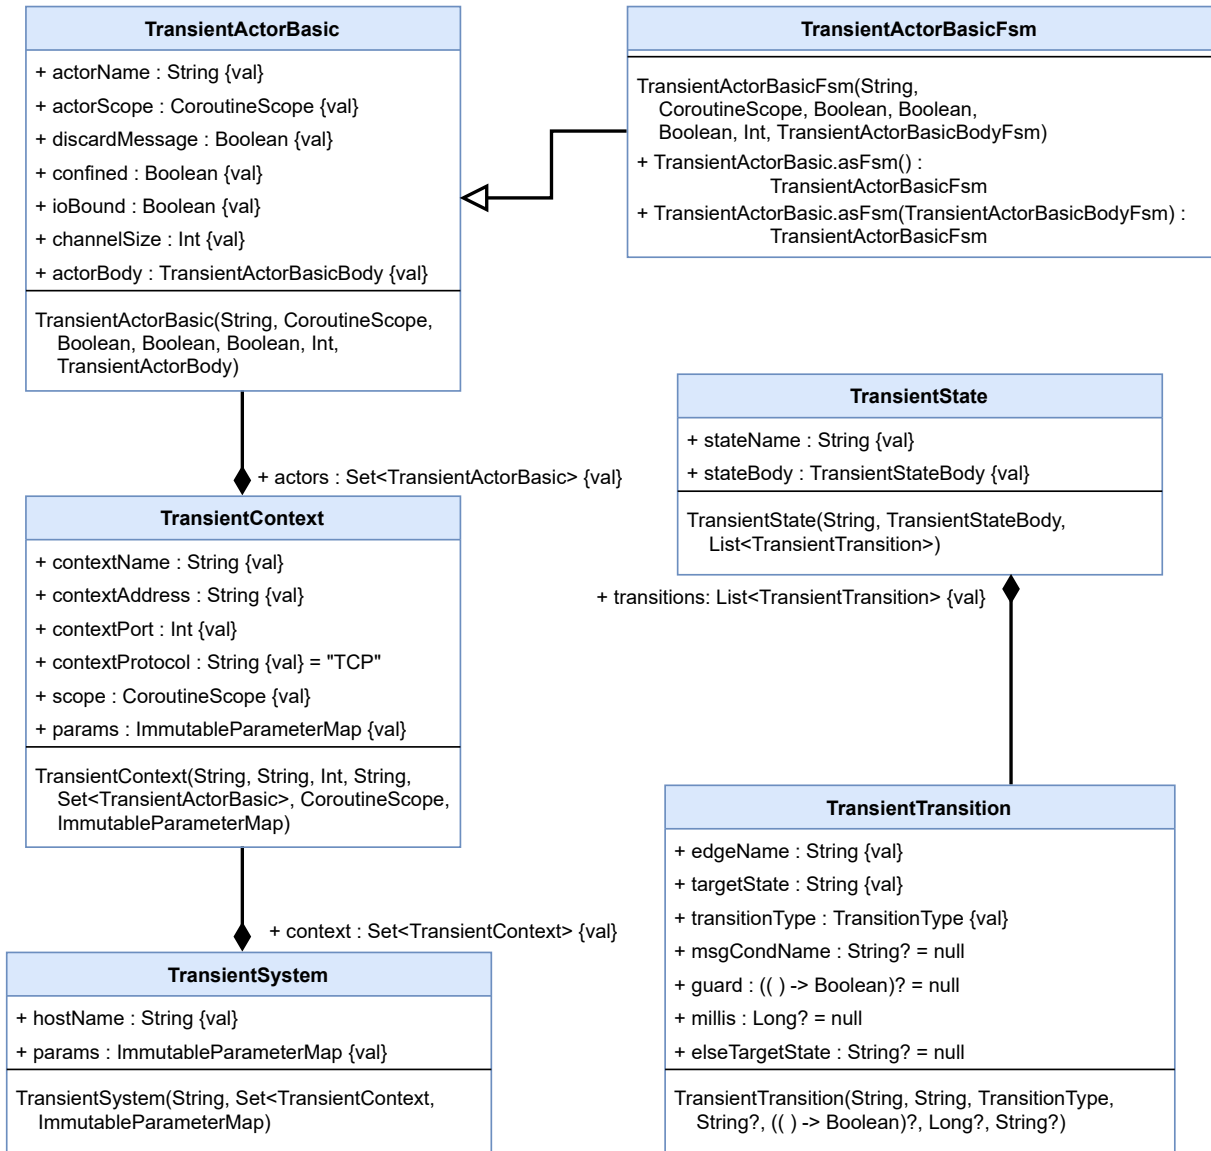 TransientActorBasic
+ actorName : String {val}
+ actorScope : CoroutineScope {val}
+ discardMessage : Boolean {val}
+ confined : Boolean {val}
+ ioBound : Boolean {val}
+ channelSize : Int {val}
+ actorBody : TransientActorBasicBody {val}
TransientActorBasic(String, CoroutineScope,
Boolean, Boolean, Boolean, Int,
TransientActorBody)
TransientActorBasicFsm
TransientActorBasicFsm(String,
CoroutineScope, Boolean, Boolean,
Boolean, Int, TransientActorBasicBodyFsm)
+ TransientActorBasic.asFsm() :
TransientActorBasicFsm
+ TransientActorBasic.asFsm(TransientActorBasicBodyFsm) :
TransientActorBasicFsm
+ actors : Set<TransientActorBasic> {val}
TransientContext
+ contextName : String {val}
+ contextAddress : String {val}
+ contextPort : Int {val}
+ contextProtocol : String {val} = "TCP"
+ scope : CoroutineScope {val}
+ params : ImmutableParameterMap {val}
TransientContext(String, String, Int, String,
Set<TransientActorBasic>, CoroutineScope,
ImmutableParameterMap)
+ context : Set<TransientContext> {val}
TransientSystem
+ hostName : String {val}
+ params : ImmutableParameterMap {val}
TransientSystem(String, Set<TransientContext,
ImmutableParameterMap)
TransientState
+ stateName : String {val}
+ stateBody : TransientStateBody {val}
TransientState(String, TransientStateBody,
List<TransientTransition>)
+ transitions: List<TransientTransition> {val}
TransientTransition
+ edgeName : String {val}
+ targetState : String {val}
+ transitionType : TransitionType {val}
+ msgCondName : String? = null
+ guard : (( ) -> Boolean)? = null
+ millis : Long? = null
+ elseTargetState : String? = null
TransientTransition(String, String, TransitionType,
String?, (( ) -> Boolean)?, Long?, String?)